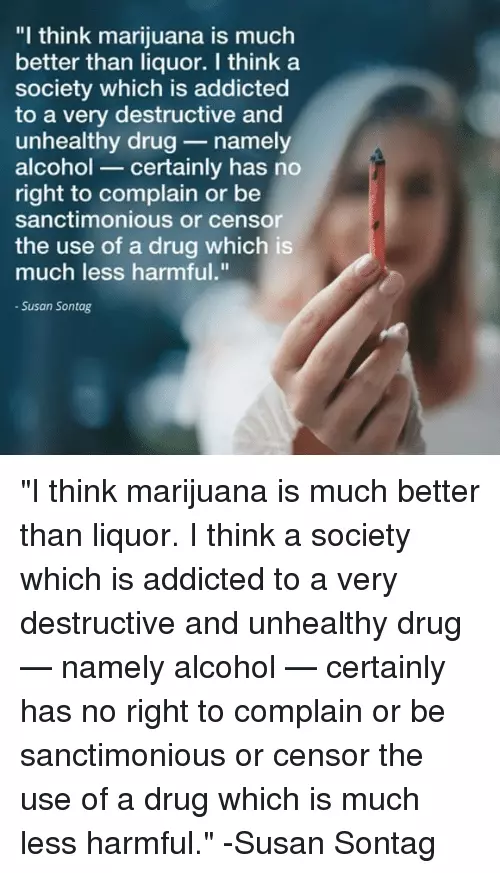 "I think marijuana is much
better than liquor. I think a
society which is addicted
to a very destructive and
unhealthy drug — namely
alcohol — certainly has no
right to complain or be
sanctimonious or censor
the use of a drug which is
much less harmful."
- Susan Sontag
"I think marijuana is much better
than liquor. I think a society
which is addicted to a very
destructive and unhealthy drug
— namely alcohol — certainly
has no right to complain or be
sanctimonious or censor the
use of a drug which is much
less harmful." -Susan Sontag